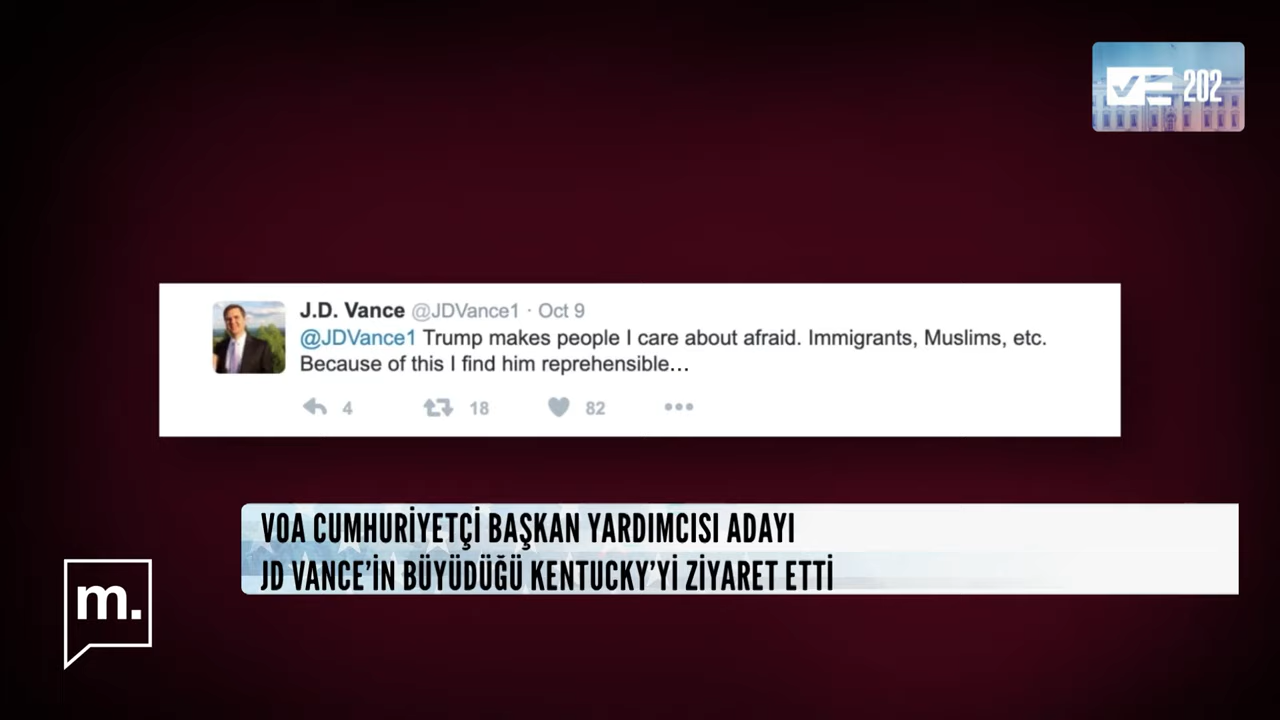 202
J.D. Vance @JDVance1 · Oct 9
@JDVance1 Trump makes people I care about afraid. Immigrants, Muslims, etc.
Because of this I find him reprehensible…
4 18 82
VOA CUMHURİYETÇİ BAŞKAN YARDIMCISI ADAYI
JD VANCE’İN BÜYÜDÜĞÜ KENTUCKY’Yİ ZİYARET ETTİ
m.